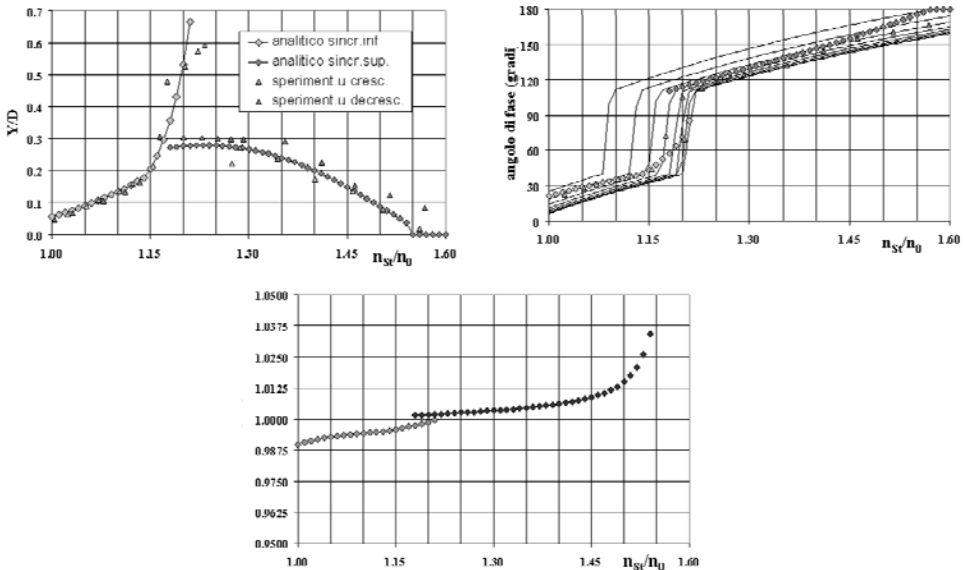 0.7
0.6
0.5
0.4
0.3
0.2
0.1
0.0
Y/D
analitico sincr.inf
analitico sincr.sup.
speriment.u cresc.
speriment.u decresc.
1.00 1.15 1.30 1.45 1.60
nSt/n0
180
150
120
90
60
30
0
angolo di fase (gradi
1.00 1.15 1.30 1.45 1.60
nSt/n0
1.0500
1.0375
1.0250
1.0125
1.0000
0.9875
0.9750
0.9625
0.9500
1.00 1.15 1.30 1.45 1.60
nSt/n0